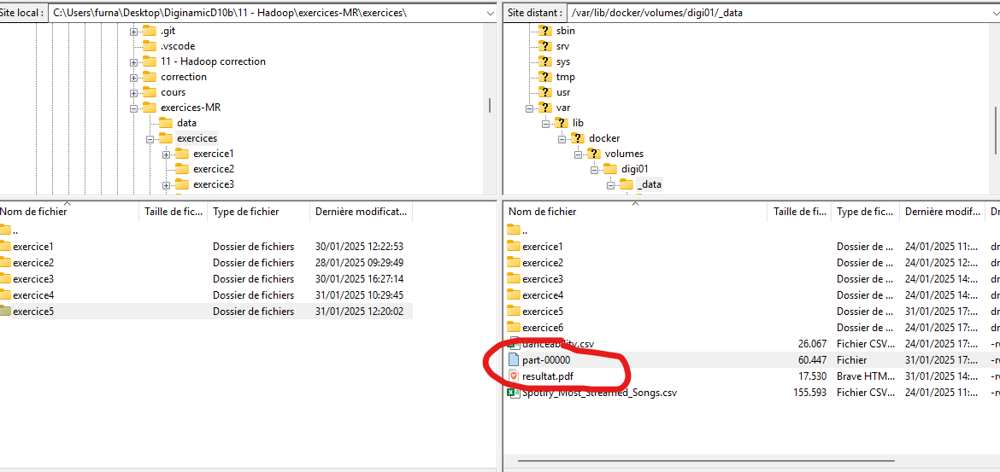 Site local : C:\Users\furna\Desktop\DiginamicD10b\11 - Hadoop\exercices-MR\exercices\
.git
.vscode
11 - Hadoop correction
correction
cours
exercices-MR
data
exercices
exercice1
exercice2
exercice3
Nom de fichier Taille de fic... Type de fichier Dernière modificat...
..
exercice1 Dossier de fichiers 30/01/2025 12:22:53
exercice2 Dossier de fichiers 28/01/2025 09:29:49
exercice3 Dossier de fichiers 30/01/2025 16:27:14
exercice4 Dossier de fichiers 31/01/2025 10:29:45
exercice5 Dossier de fichiers 31/01/2025 12:20:02
Site distant : /var/lib/docker/volumes/digi01/_data
sbin
srv
sys
tmp
usr
var
lib
docker
volumes
digi01
_data
Nom de fichier Taille de fi... Type de fic... Dernière modif... Dr
..
exercice1 Dossier de ... 24/01/2025 11:... dr
exercice2 Dossier de ... 24/01/2025 12:... dr
exercice3 Dossier de ... 24/01/2025 14:... dr
exercice4 Dossier de ... 24/01/2025 14:... dr
exercice5 Dossier de ... 31/01/2025 17:... dr
exercice6 Dossier de ... 31/01/2025 17:... dr
danceability.csv 26.067 Fichier CSV... 31/01/2025 17:... -rv
part-00000 60.447 Fichier 31/01/2025 17:... -rv
resultat.pdf 17.530 Brave HTM... 31/01/2025 14:... -rv
Spotify_Most_Streamed_Songs.csv 155.593 Fichier CSV... 24/01/2025 11:... -rv